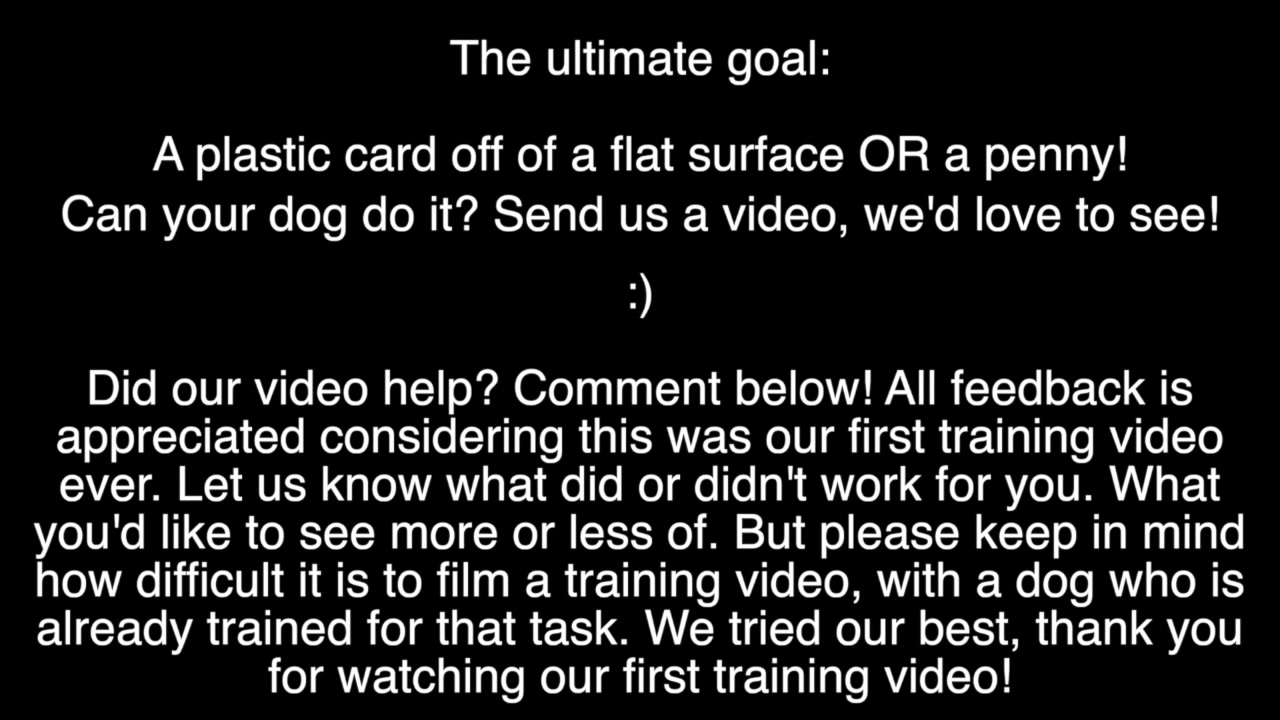 The ultimate goal:
A plastic card off of a flat surface OR a penny!
Can your dog do it? Send us a video, we'd love to see!
:)
Did our video help? Comment below! All feedback is
appreciated considering this was our first training video
ever. Let us know what did or didn't work for you. What
you'd like to see more or less of. But please keep in mind
how difficult it is to film a training video, with a dog who is
already trained for that task. We tried our best, thank you
for watching our first training video!